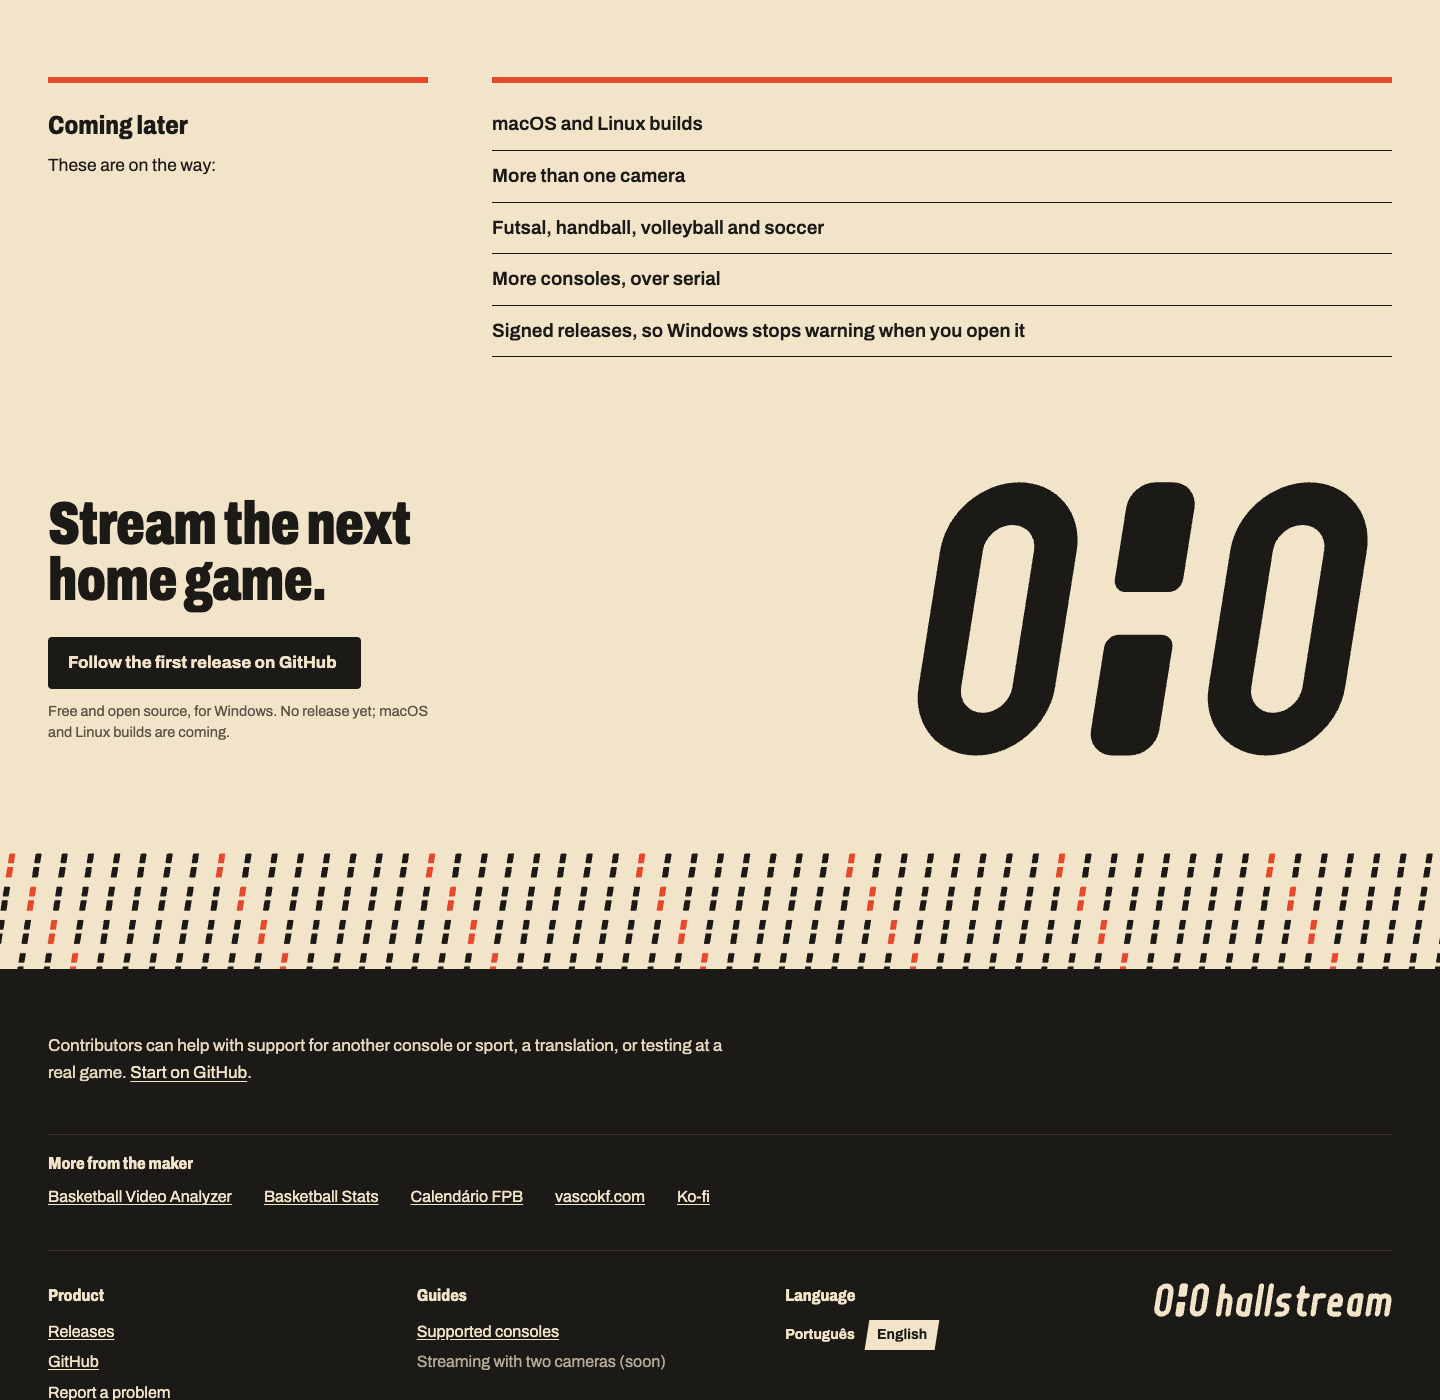 Coming later
These are on the way:
macOS and Linux builds
More than one camera
Futsal, handball, volleyball and soccer
More consoles, over serial
Signed releases, so Windows stops warning when you open it
Stream the next
home game.
0:0
Follow the first release on GitHub
Free and open source, for Windows. No release yet; macOS
and Linux builds are coming.
Contributors can help with support for another console or sport, a translation, or testing at a
real game. Start on GitHub.
More from the maker
Basketball Video Analyzer Basketball Stats Calendário FPB vascokf.com Ko-fi
Product
Releases
GitHub
Report a problem
Guides
Supported consoles
Streaming with two cameras (soon)
Language
Português English
0:0 hallstream